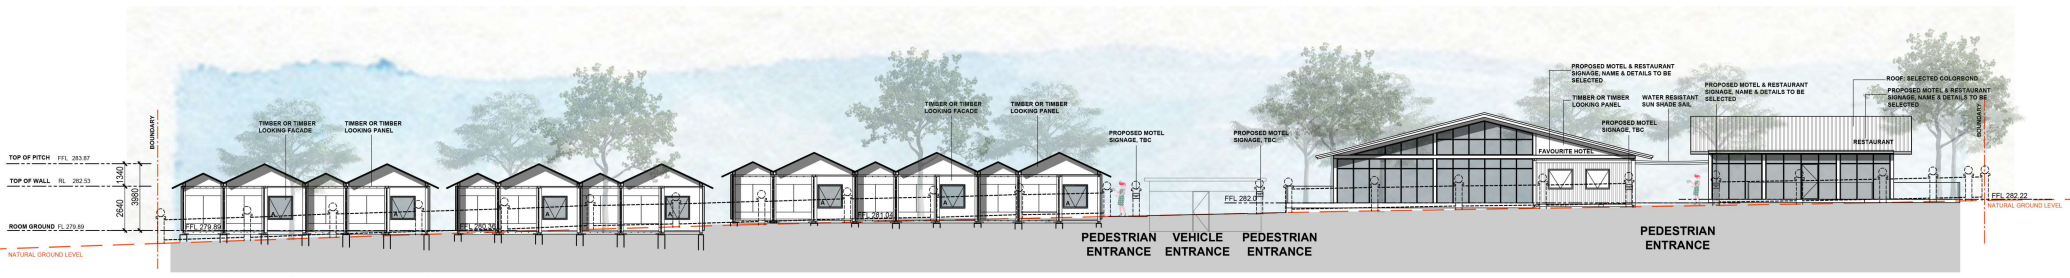 PROPOSED MOTEL & RESTAURANT
SIGNAGE, NAME & DETAILS TO BE
SELECTED
ROOF: SELECTED COLORBOND
PROPOSED MOTEL & RESTAURANT
SIGNAGE, NAME & DETAILS TO BE
SELECTED
PROPOSED MOTEL & RESTAURANT
SIGNAGE, NAME & DETAILS TO BE
SELECTED
TIMBER OR TIMBER
LOOKING PANEL
WATER RESISTANT
SUN SHADE SAIL
TIMBER OR TIMBER
LOOKING FACADE
TIMBER OR TIMBER
LOOKING PANEL
BOUNDARY
TIMBER OR TIMBER
LOOKING FACADE
TIMBER OR TIMBER
LOOKING PANEL
PROPOSED MOTEL
SIGNAGE, TBC
PROPOSED MOTEL
SIGNAGE, TBC
PROPOSED MOTEL
SIGNAGE, TBC
BOUNDARY
RESTAURANT
FAVOURITE HOTEL
TOP OF PITCH FFL 283.87
1340
TOP OF WALL RL 282.53
3980
2640
A
A
A
A
A
A
A
FFL 282.22
FFL 282.0
NATURAL GROUND LEVEL
FFL 281.04
ROOM GROUND FL 279.89
FFL 279.89
PEDESTRIAN
ENTRANCE
VEHICLE
ENTRANCE
PEDESTRIAN
ENTRANCE
PEDESTRIAN
ENTRANCE
NATURAL GROUND LEVEL